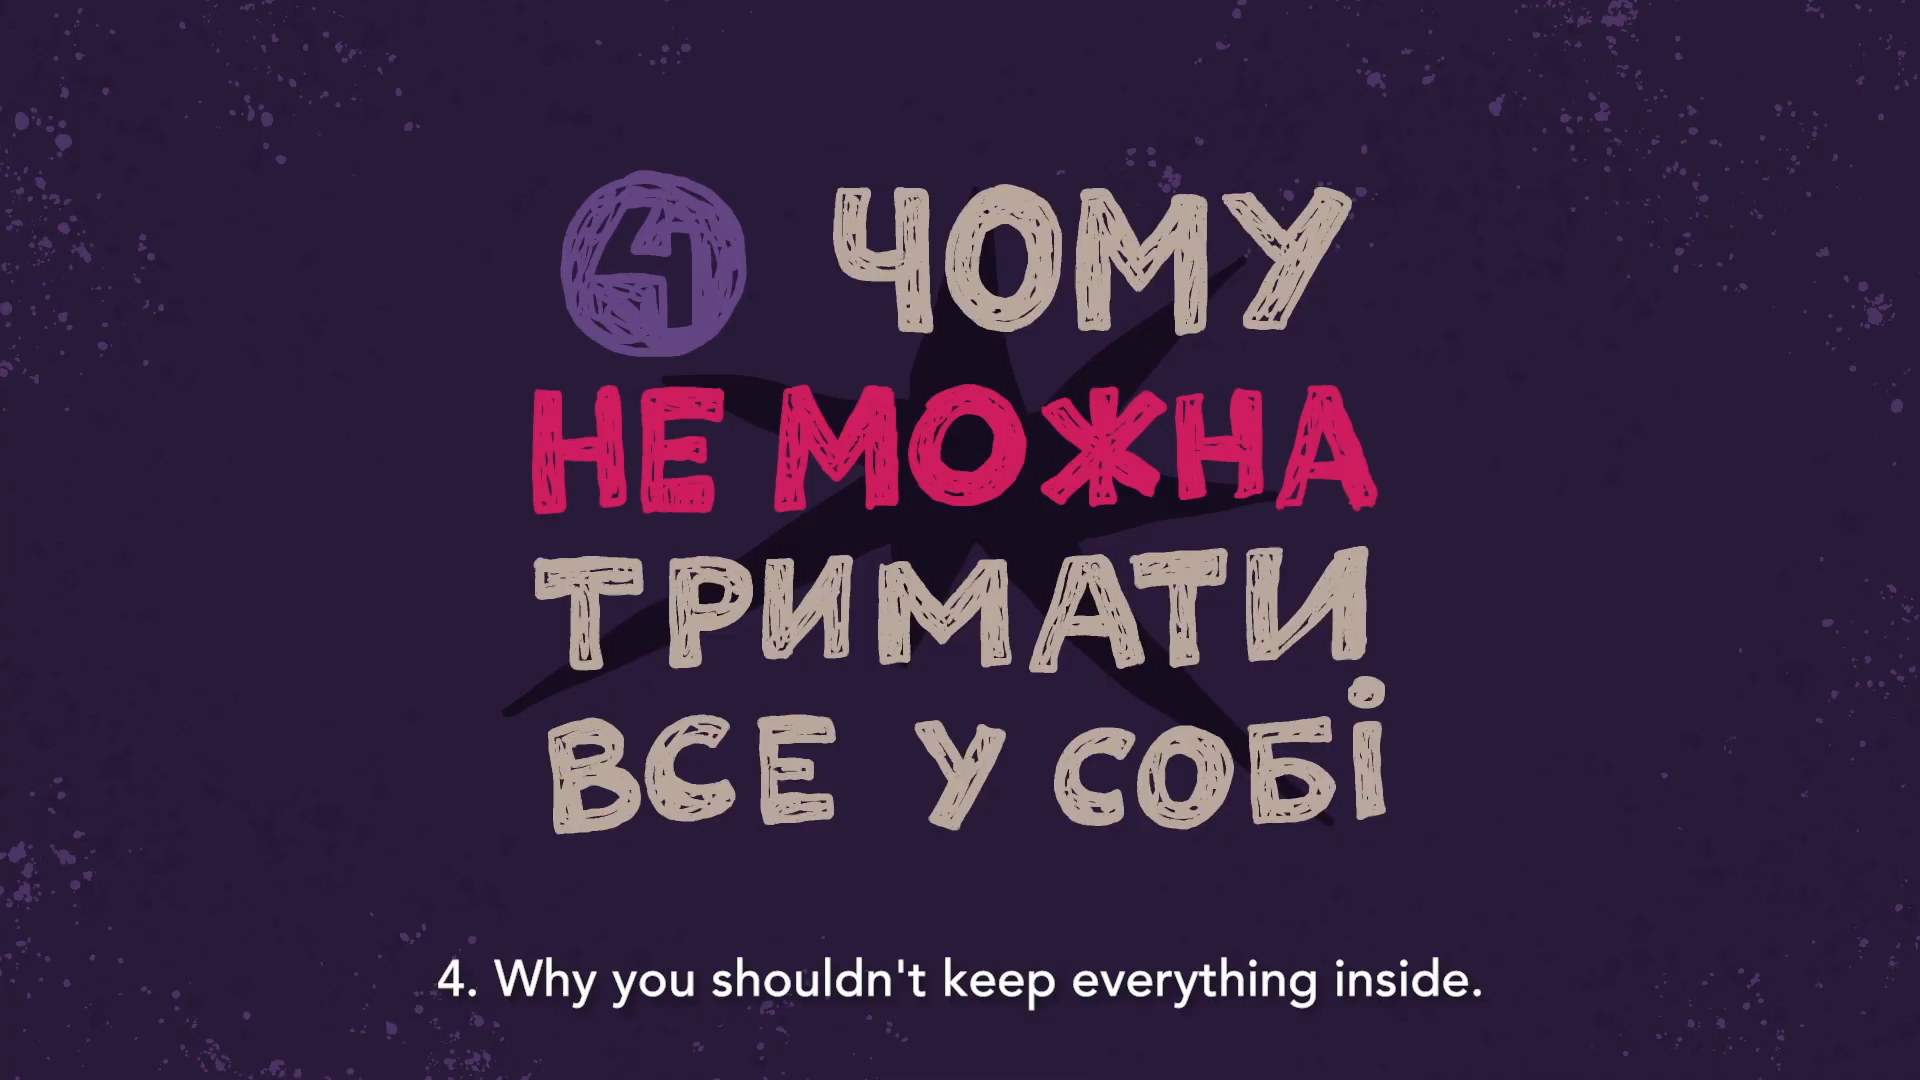 4 ЧОМУ
НЕ МОЖНА
ТРИМАТИ
ВСЕ У СОБІ
4. Why you shouldn't keep everything inside.